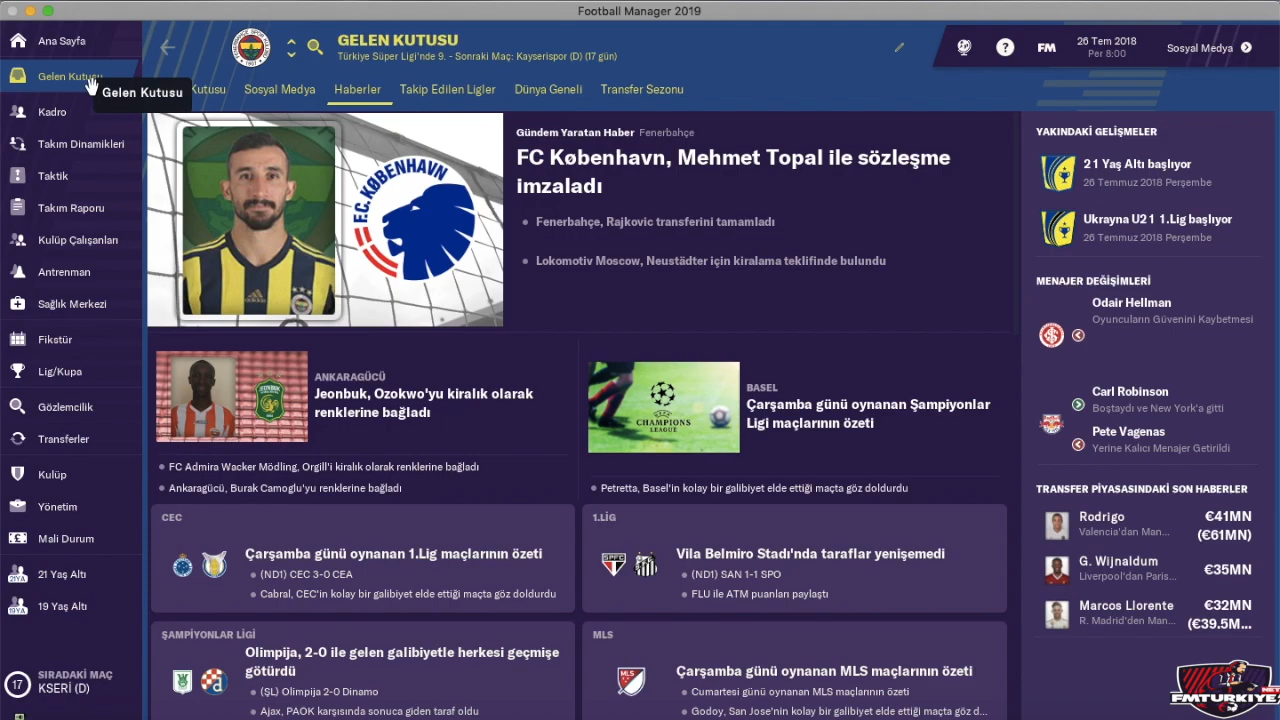 Football Manager 2019
Ana Sayfa
Gelen Kutusu
Gelen Kutusu
Kadro
Takım Dinamikleri
Taktik
Takım Raporu
Kulüp Çalışanları
Antrenman
Sağlık Merkezi
Fikstür
Lig/Kupa
Gözlemcilik
Transferler
Kulüp
Yönetim
Mali Durum
21YA
21 Yaş Altı
19YA
19 Yaş Altı
17
SIRADAKİ MAÇ
KSERİ (D)
GELEN KUTUSU
Türkiye Süper Ligi'nde 9. - Sonraki Maç: Kayserispor (D) (17 gün)
?
FM
26 Tem 2018
Per 8:00
Sosyal Medya
Kutusu
Sosyal Medya
Haberler
Takip Edilen Ligler
Dünya Geneli
Transfer Sezonu
F.C. KØBENHAVN
Gündem Yaratan Haber Fenerbahçe
FC København, Mehmet Topal ile sözleşme
imzaladı
Fenerbahçe, Rajkovic transferini tamamladı
Lokomotiv Moscow, Neustädter için kiralama teklifinde bulundu
ANKARAGÜCÜ
Jeonbuk, Ozokwo'yu kiralık olarak
renklerine bağladı
FC Admira Wacker Mödling, Orgill'i kiralık olarak renklerine bağladı
Ankaragücü, Burak Camoglu'yu renklerine bağladı
CHAMPIONS
LEAGUE
BASEL
Çarşamba günü oynanan Şampiyonlar
Ligi maçlarının özeti
Petretta, Basel'in kolay bir galibiyet elde ettiği maçta göz doldurdu
CEC
Çarşamba günü oynanan 1.Lig maçlarının özeti
(ND1) CEC 3-0 CEA
Cabral, CEC'in kolay bir galibiyet elde ettiği maçta göz doldurdu
1.LİG
SPFC
Vila Belmiro Stadı'nda taraflar yenişemedi
(ND1) SAN 1-1 SPO
FLU ile ATM puanları paylaştı
ŞAMPİYONLAR LİGİ
Olimpija, 2-0 ile gelen galibiyetle herkesi geçmişe
götürdü
(ŞL) Olimpija 2-0 Dinamo
Ajax, PAOK karşısında sonuca giden taraf oldu
MLS
MLS
Çarşamba günü oynanan MLS maçlarının özeti
Cumartesi günü oynanan MLS maçlarının özeti
Godoy, San Jose'nin kolay bir galibiyet elde ettiği maçta göz d...
YAKINDAKİ GELİŞMELER
21 Yaş Altı başlıyor
26 Temmuz 2018 Perşembe
Ukrayna U21 1.Lig başlıyor
26 Temmuz 2018 Perşembe
MENAJER DEĞİŞİMLERİ
Odair Hellman
Oyuncuların Güvenini Kaybetmesi
Carl Robinson
Boştaydı ve New York'a gitti
Pete Vagenas
Yerine Kalıcı Menajer Getirildi
TRANSFER PİYASASINDAKİ SON HABERLER
Rodrigo
Valencia'dan Man...
€41MN
(€61MN)
G. Wijnaldum
Liverpool'dan Paris...
€35MN
Marcos Llorente
R. Madrid'den Man...
€32MN
(€39.5M...
FMTURKIYE.NET